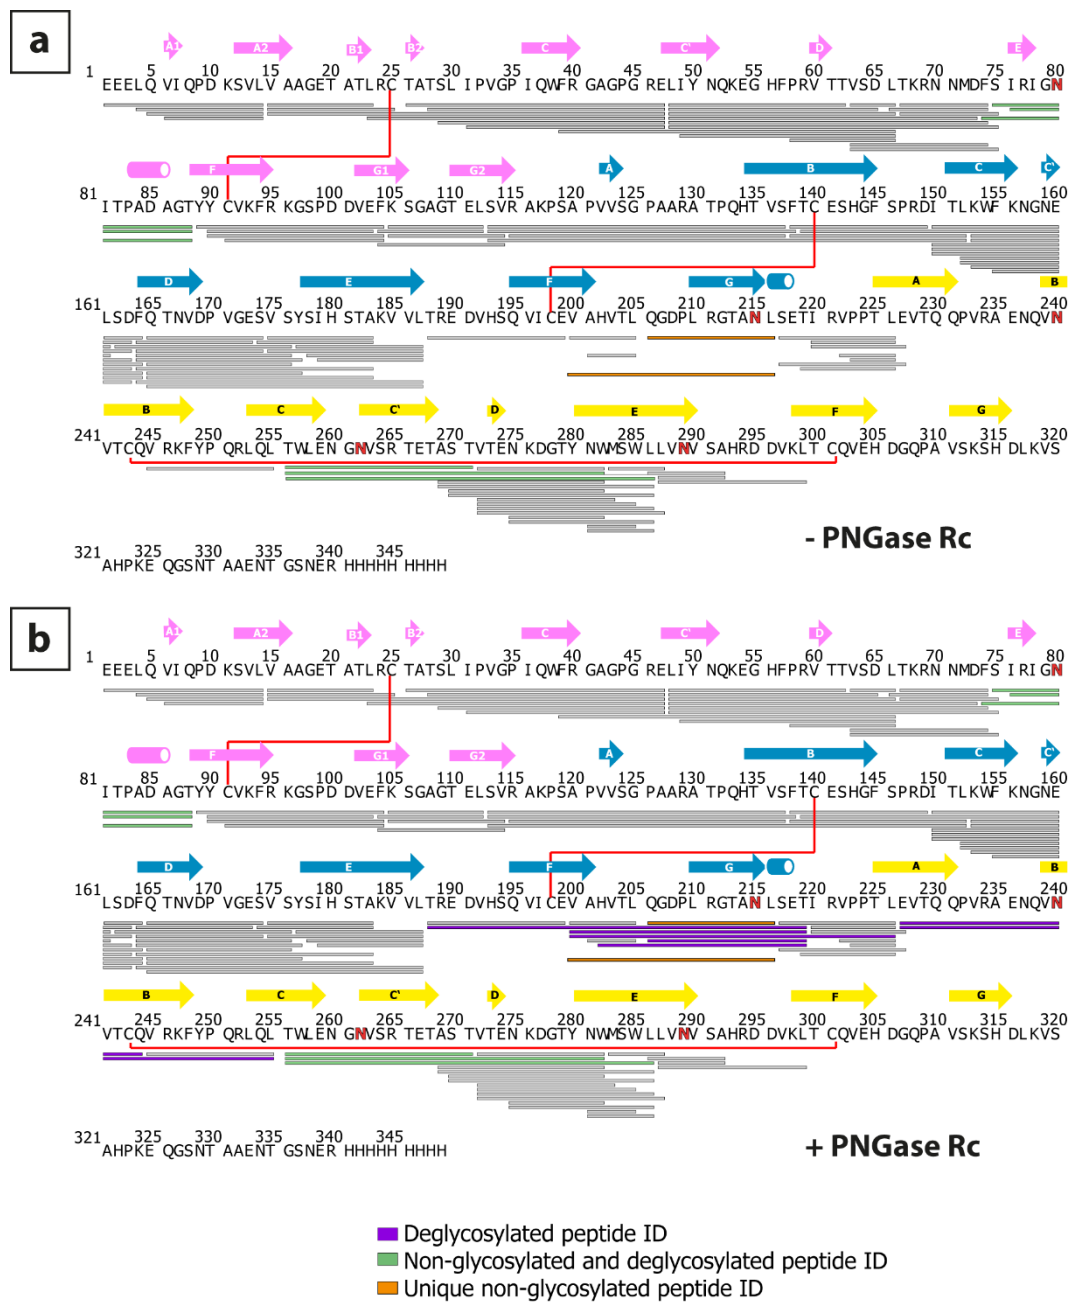 a
A1 A2 B1 B2 C C' D E
1 5 10 15 20 25 30 35 40 45 50 55 60 65 70 75 80
EEELQ VIQPD KSVLV AAGET ATLRC TATSL IPVGP IQWFR GAGPG RELIY NQKEG HFPRV TTVSD LTKRN NMDFS IRIGN
F G1 G2 A B C C'
81 85 90 95 100 105 110 115 120 125 130 135 140 145 150 155 160
ITPAD AGTYY CVKFR KGSPD DVEFK SGAGT ELSVR AKPSA PVVSG PAARA TPQHT VSFTC ESHGF SPRDI TLKWF KNGNE
D E F G A B
161 165 170 175 180 185 190 195 200 205 210 215 220 225 230 235 240
LSDFQ TNVDP VGESV SYSIH STAKV VLTRE DVHSQ VICEV AHVTL QGDPL RGTAN LSETI RVPPT LEVTQ QPVRA ENQVN
B C C' D E F G
241 245 250 255 260 265 270 275 280 285 290 295 300 305 310 315 320
VTCQV RKFYP QRLQL TWLEN GNVSR TETAS TVTEN KDGTY NWMSW LLVNV SAHRD DVKLT CQVEH DGQPA VSKSH DLKVS
321 325 330 335 340 345
AHPKE QGSNT AAENT GSNER HHHHH HHHH
- PNGase Rc
b
A1 A2 B1 B2 C C' D E
1 5 10 15 20 25 30 35 40 45 50 55 60 65 70 75 80
EEELQ VIQPD KSVLV AAGET ATLRC TATSL IPVGP IQWFR GAGPG RELIY NQKEG HFPRV TTVSD LTKRN NMDFS IRIGN
F G1 G2 A B C C'
81 85 90 95 100 105 110 115 120 125 130 135 140 145 150 155 160
ITPAD AGTYY CVKFR KGSPD DVEFK SGAGT ELSVR AKPSA PVVSG PAARA TPQHT VSFTC ESHGF SPRDI TLKWF KNGNE
D E F G A B
161 165 170 175 180 185 190 195 200 205 210 215 220 225 230 235 240
LSDFQ TNVDP VGESV SYSIH STAKV VLTRE DVHSQ VICEV AHVTL QGDPL RGTAN LSETI RVPPT LEVTQ QPVRA ENQVN
B C C' D E F G
241 245 250 255 260 265 270 275 280 285 290 295 300 305 310 315 320
VTCQV RKFYP QRLQL TWLEN GNVSR TETAS TVTEN KDGTY NWMSW LLVNV SAHRD DVKLT CQVEH DGQPA VSKSH DLKVS
321 325 330 335 340 345
AHPKE QGSNT AAENT GSNER HHHHH HHHH
+ PNGase Rc
Deglycosylated peptide ID
Non-glycosylated and deglycosylated peptide ID
Unique non-glycosylated peptide ID